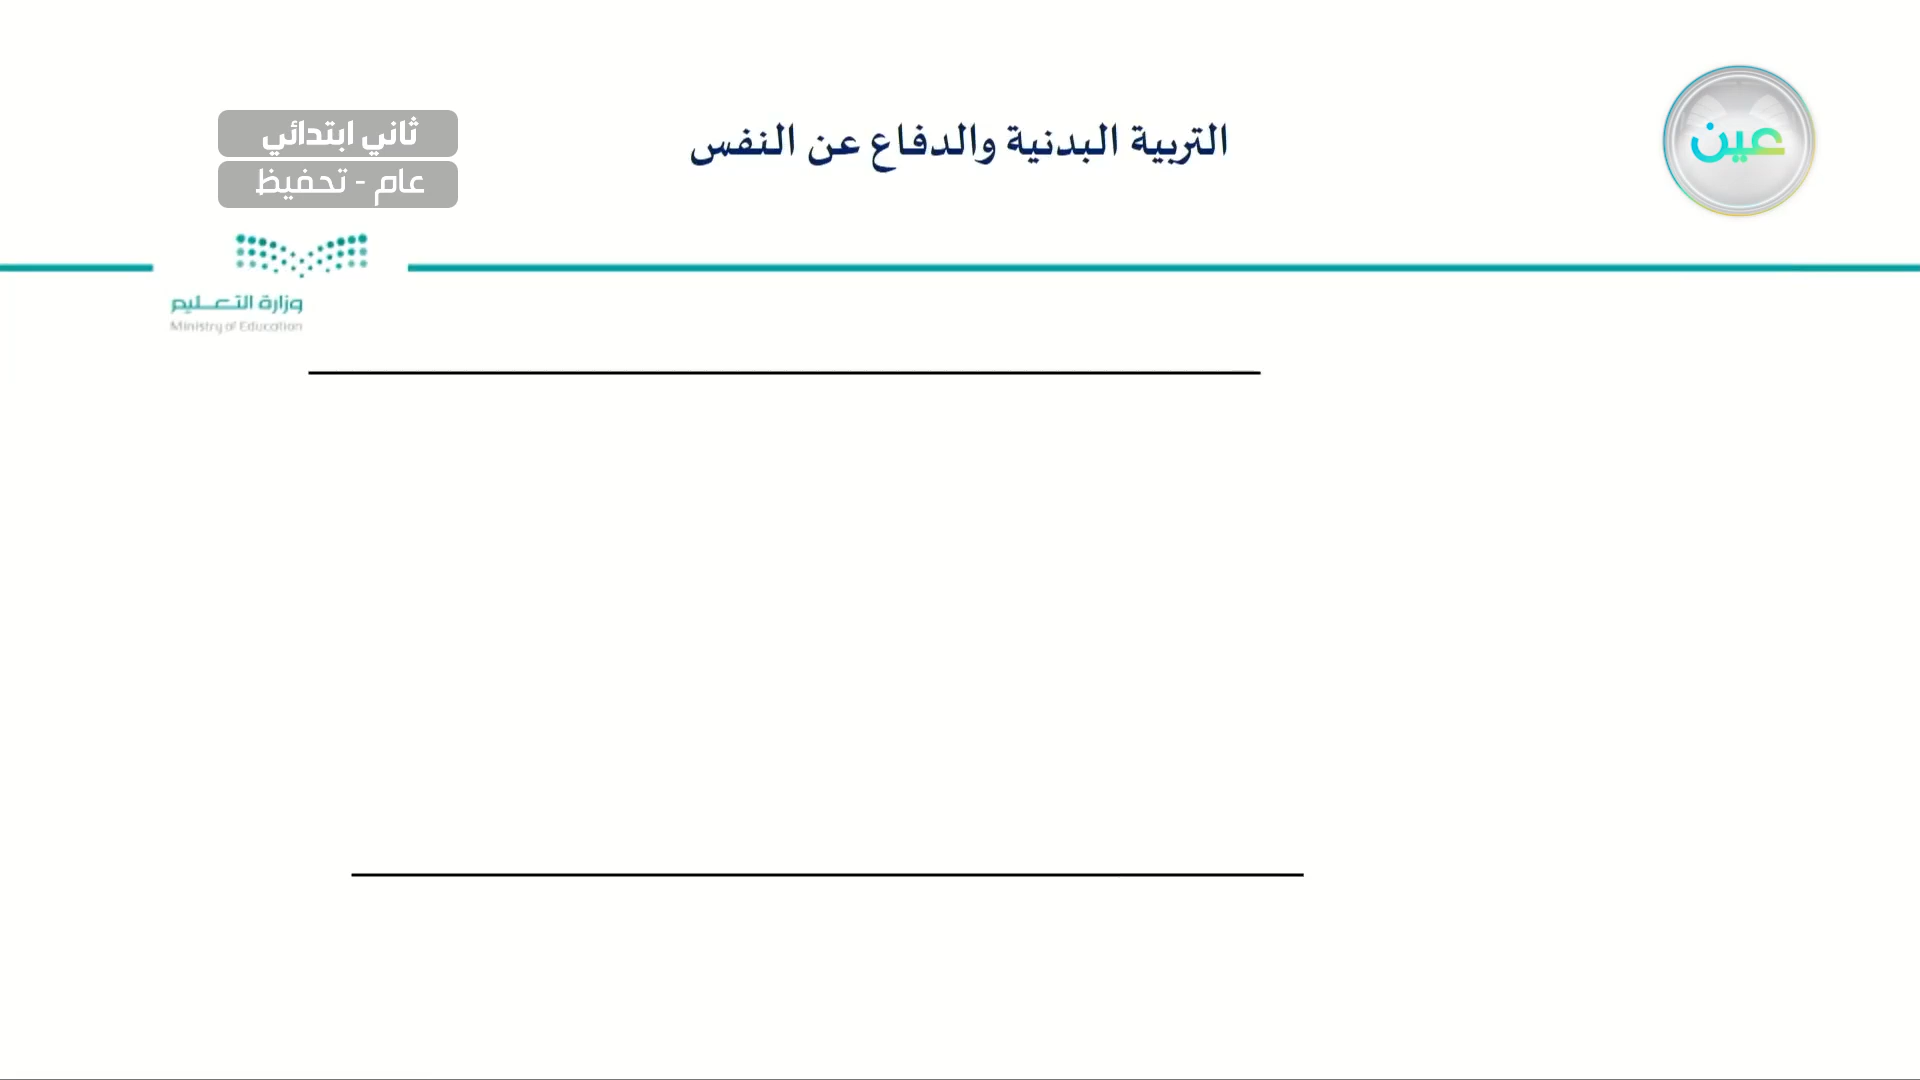 عين
التربية البدنية والدفاع عن النفس
ثاني ابتدائي
عام - تحفيظ
وزارة التعليم
Ministry of Education